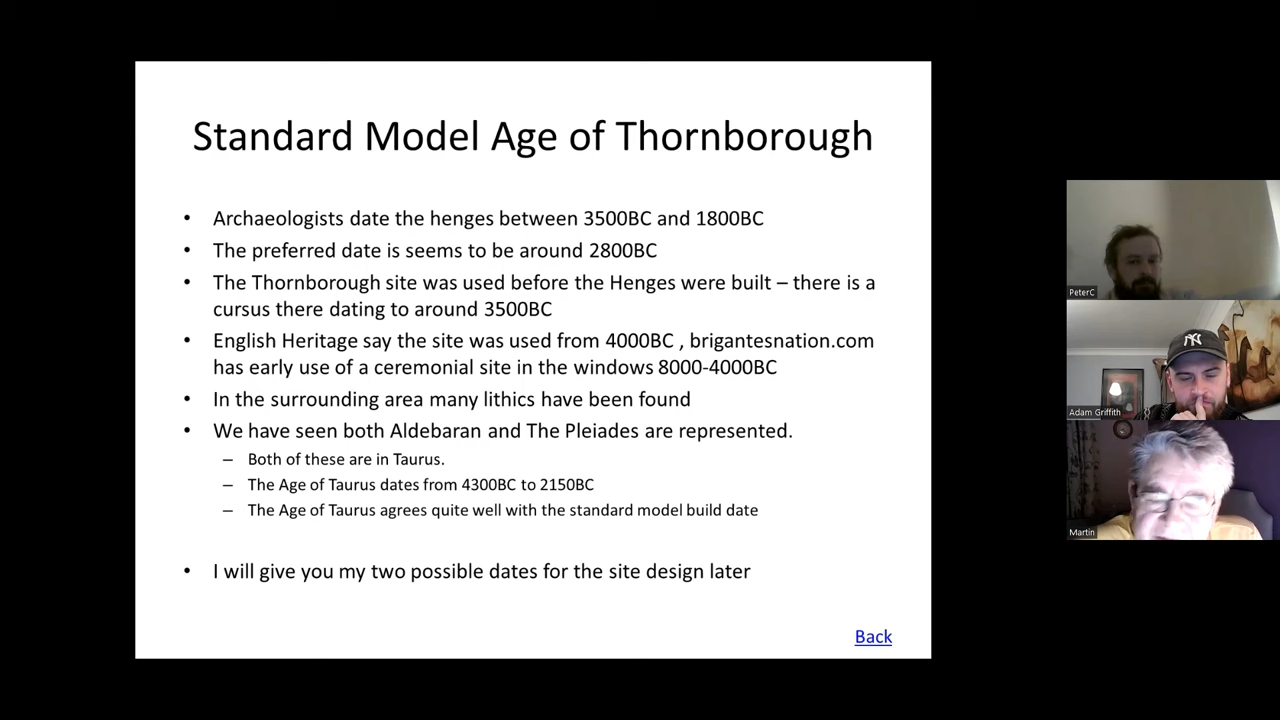 Standard Model Age of Thornborough
• Archaeologists date the henges between 3500BC and 1800BC
• The preferred date is seems to be around 2800BC
• The Thornborough site was used before the Henges were built – there is a
cursus there dating to around 3500BC
• English Heritage say the site was used from 4000BC , brigantesnation.com
has early use of a ceremonial site in the windows 8000-4000BC
• In the surrounding area many lithics have been found
• We have seen both Aldebaran and The Pleiades are represented.
– Both of these are in Taurus.
– The Age of Taurus dates from 4300BC to 2150BC
– The Age of Taurus agrees quite well with the standard model build date
• I will give you my two possible dates for the site design later
Back
PeterC
NY
Adam Griffith
Martin